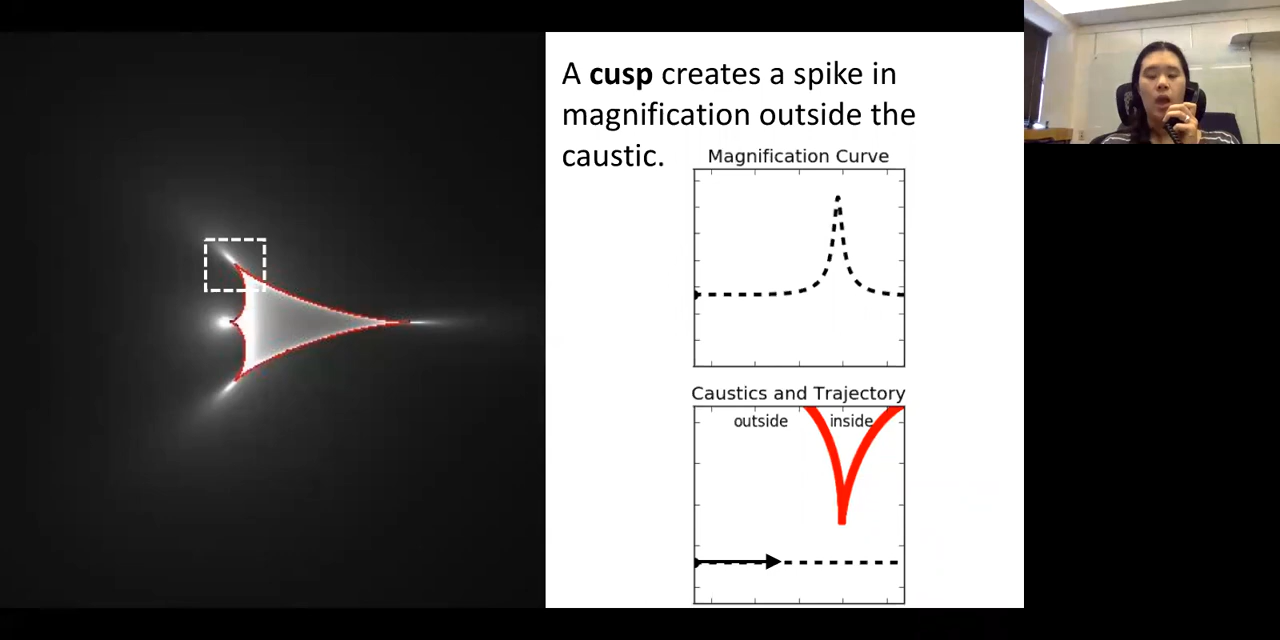 A cusp creates a spike in
magnification outside the
caustic.
Magnification Curve
Caustics and Trajectory
outside inside